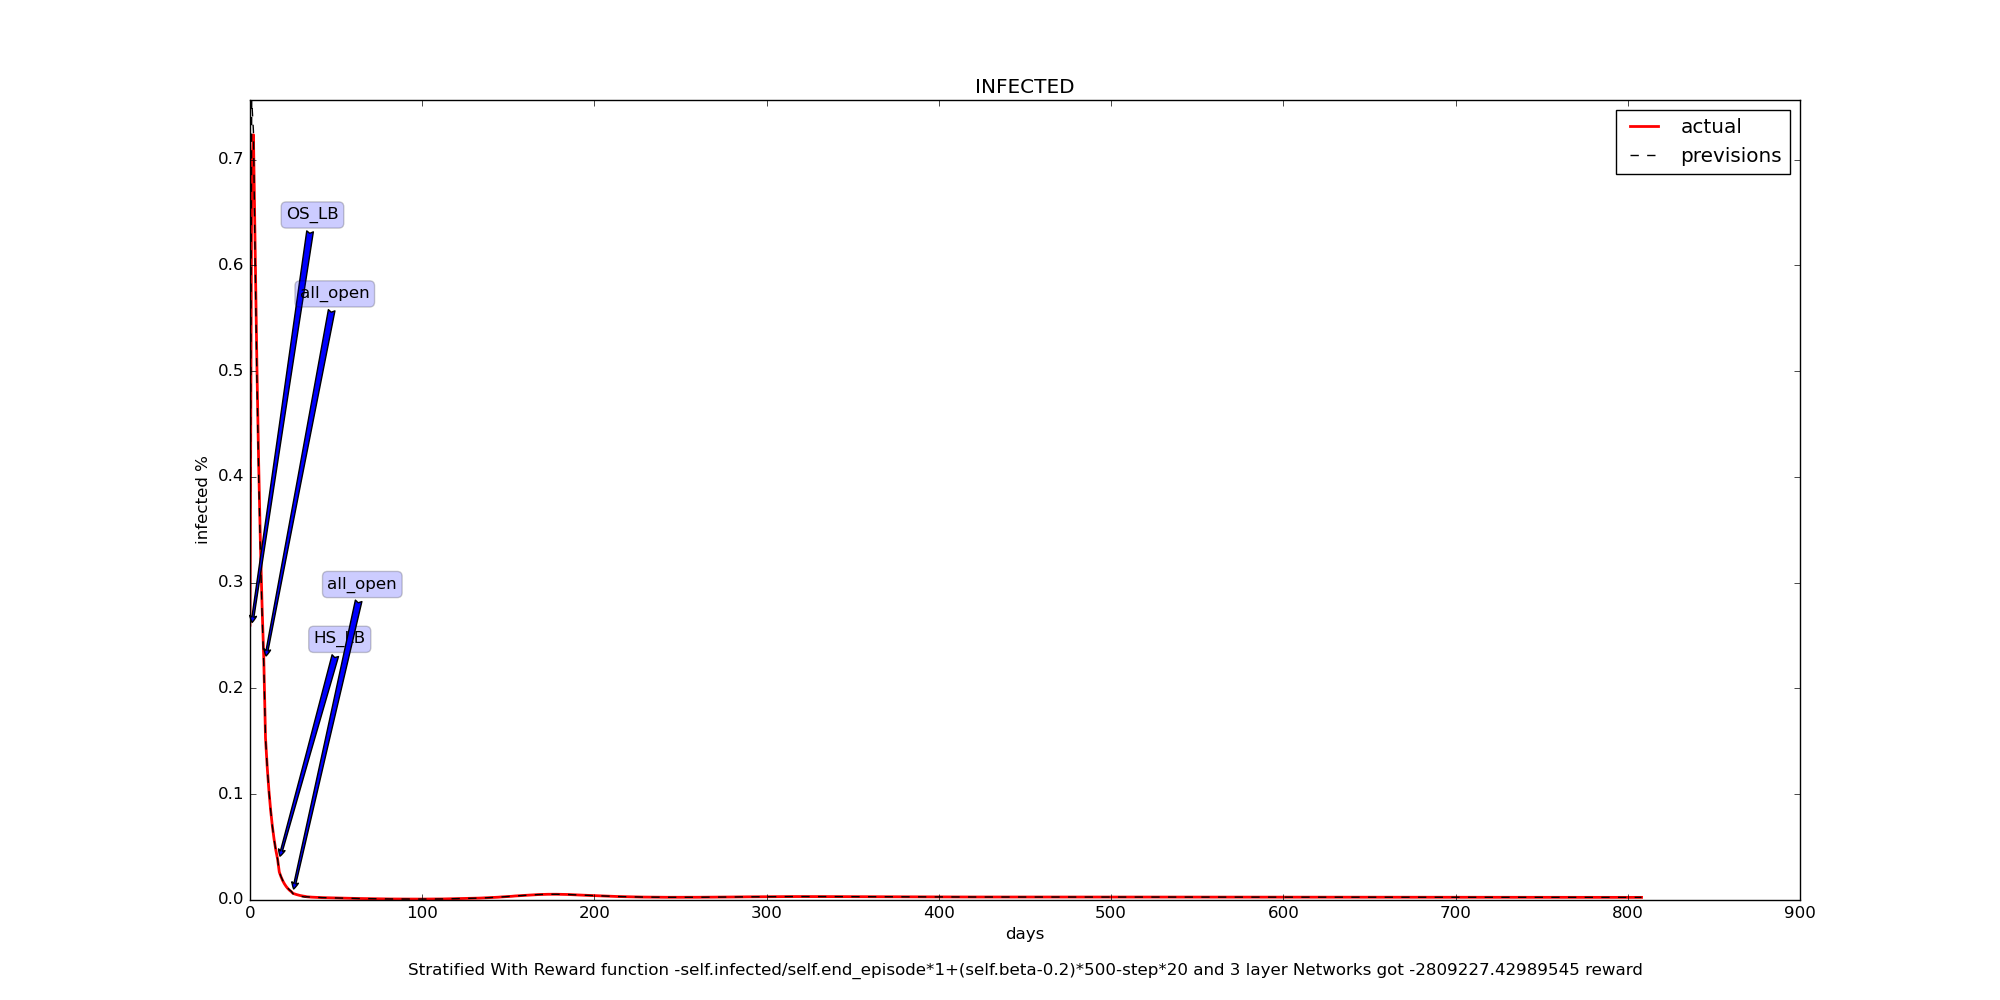 INFECTED
actual
previsions
0.7
0.6
0.5
0.4
0.3
0.2
0.1
0.0
infected %
OS_LB
all_open
all_open
0
100
200
300
400
500
600
700
800
900
days
Stratified With Reward function -self.infected/self.end_episode*1+(self.beta-0.2)*500-step*20 and 3 layer Networks got -2809227.42989545 reward